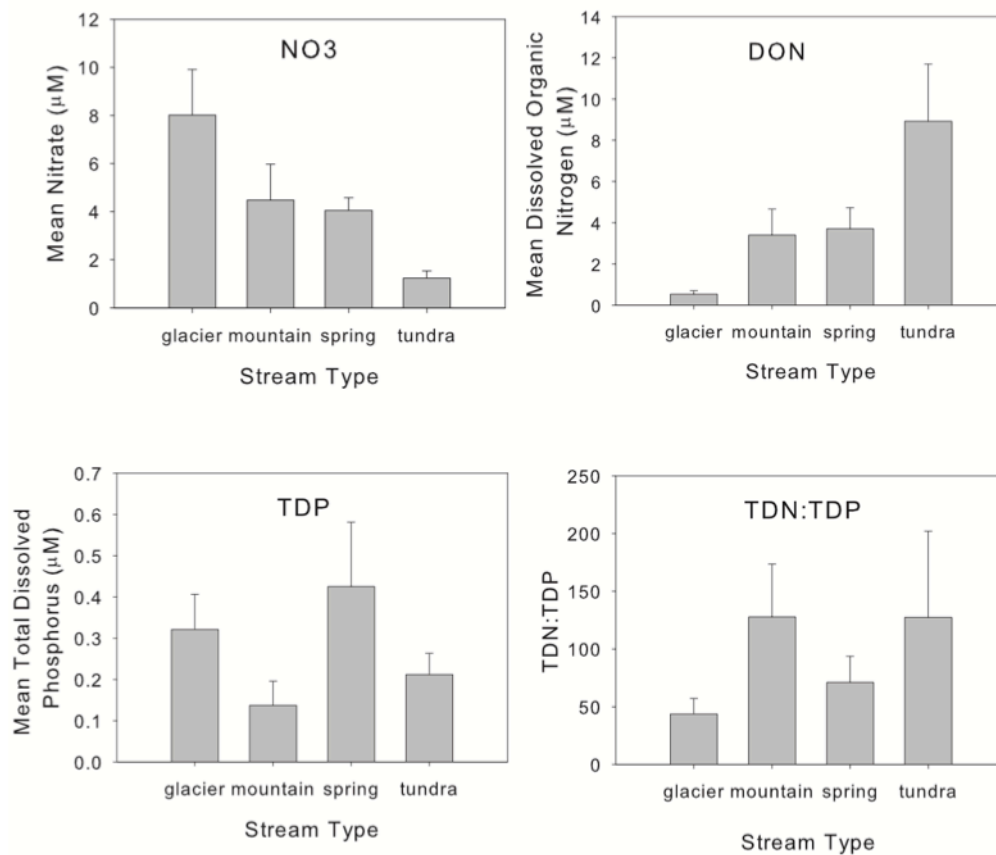 NO3
Mean Nitrate (µM)
12
10
8
6
4
2
0
glacier mountain spring tundra
Stream Type
DON
Mean Dissolved Organic
Nitrogen (µM)
14
12
10
8
6
4
2
0
glacier mountain spring tundra
Stream Type
TDP
Mean Total Dissolved
Phosphorus (µM)
0.7
0.6
0.5
0.4
0.3
0.2
0.1
0.0
glacier mountain spring tundra
Stream Type
TDN:TDP
TDN:TDP
250
200
150
100
50
0
glacier mountain spring tundra
Stream Type